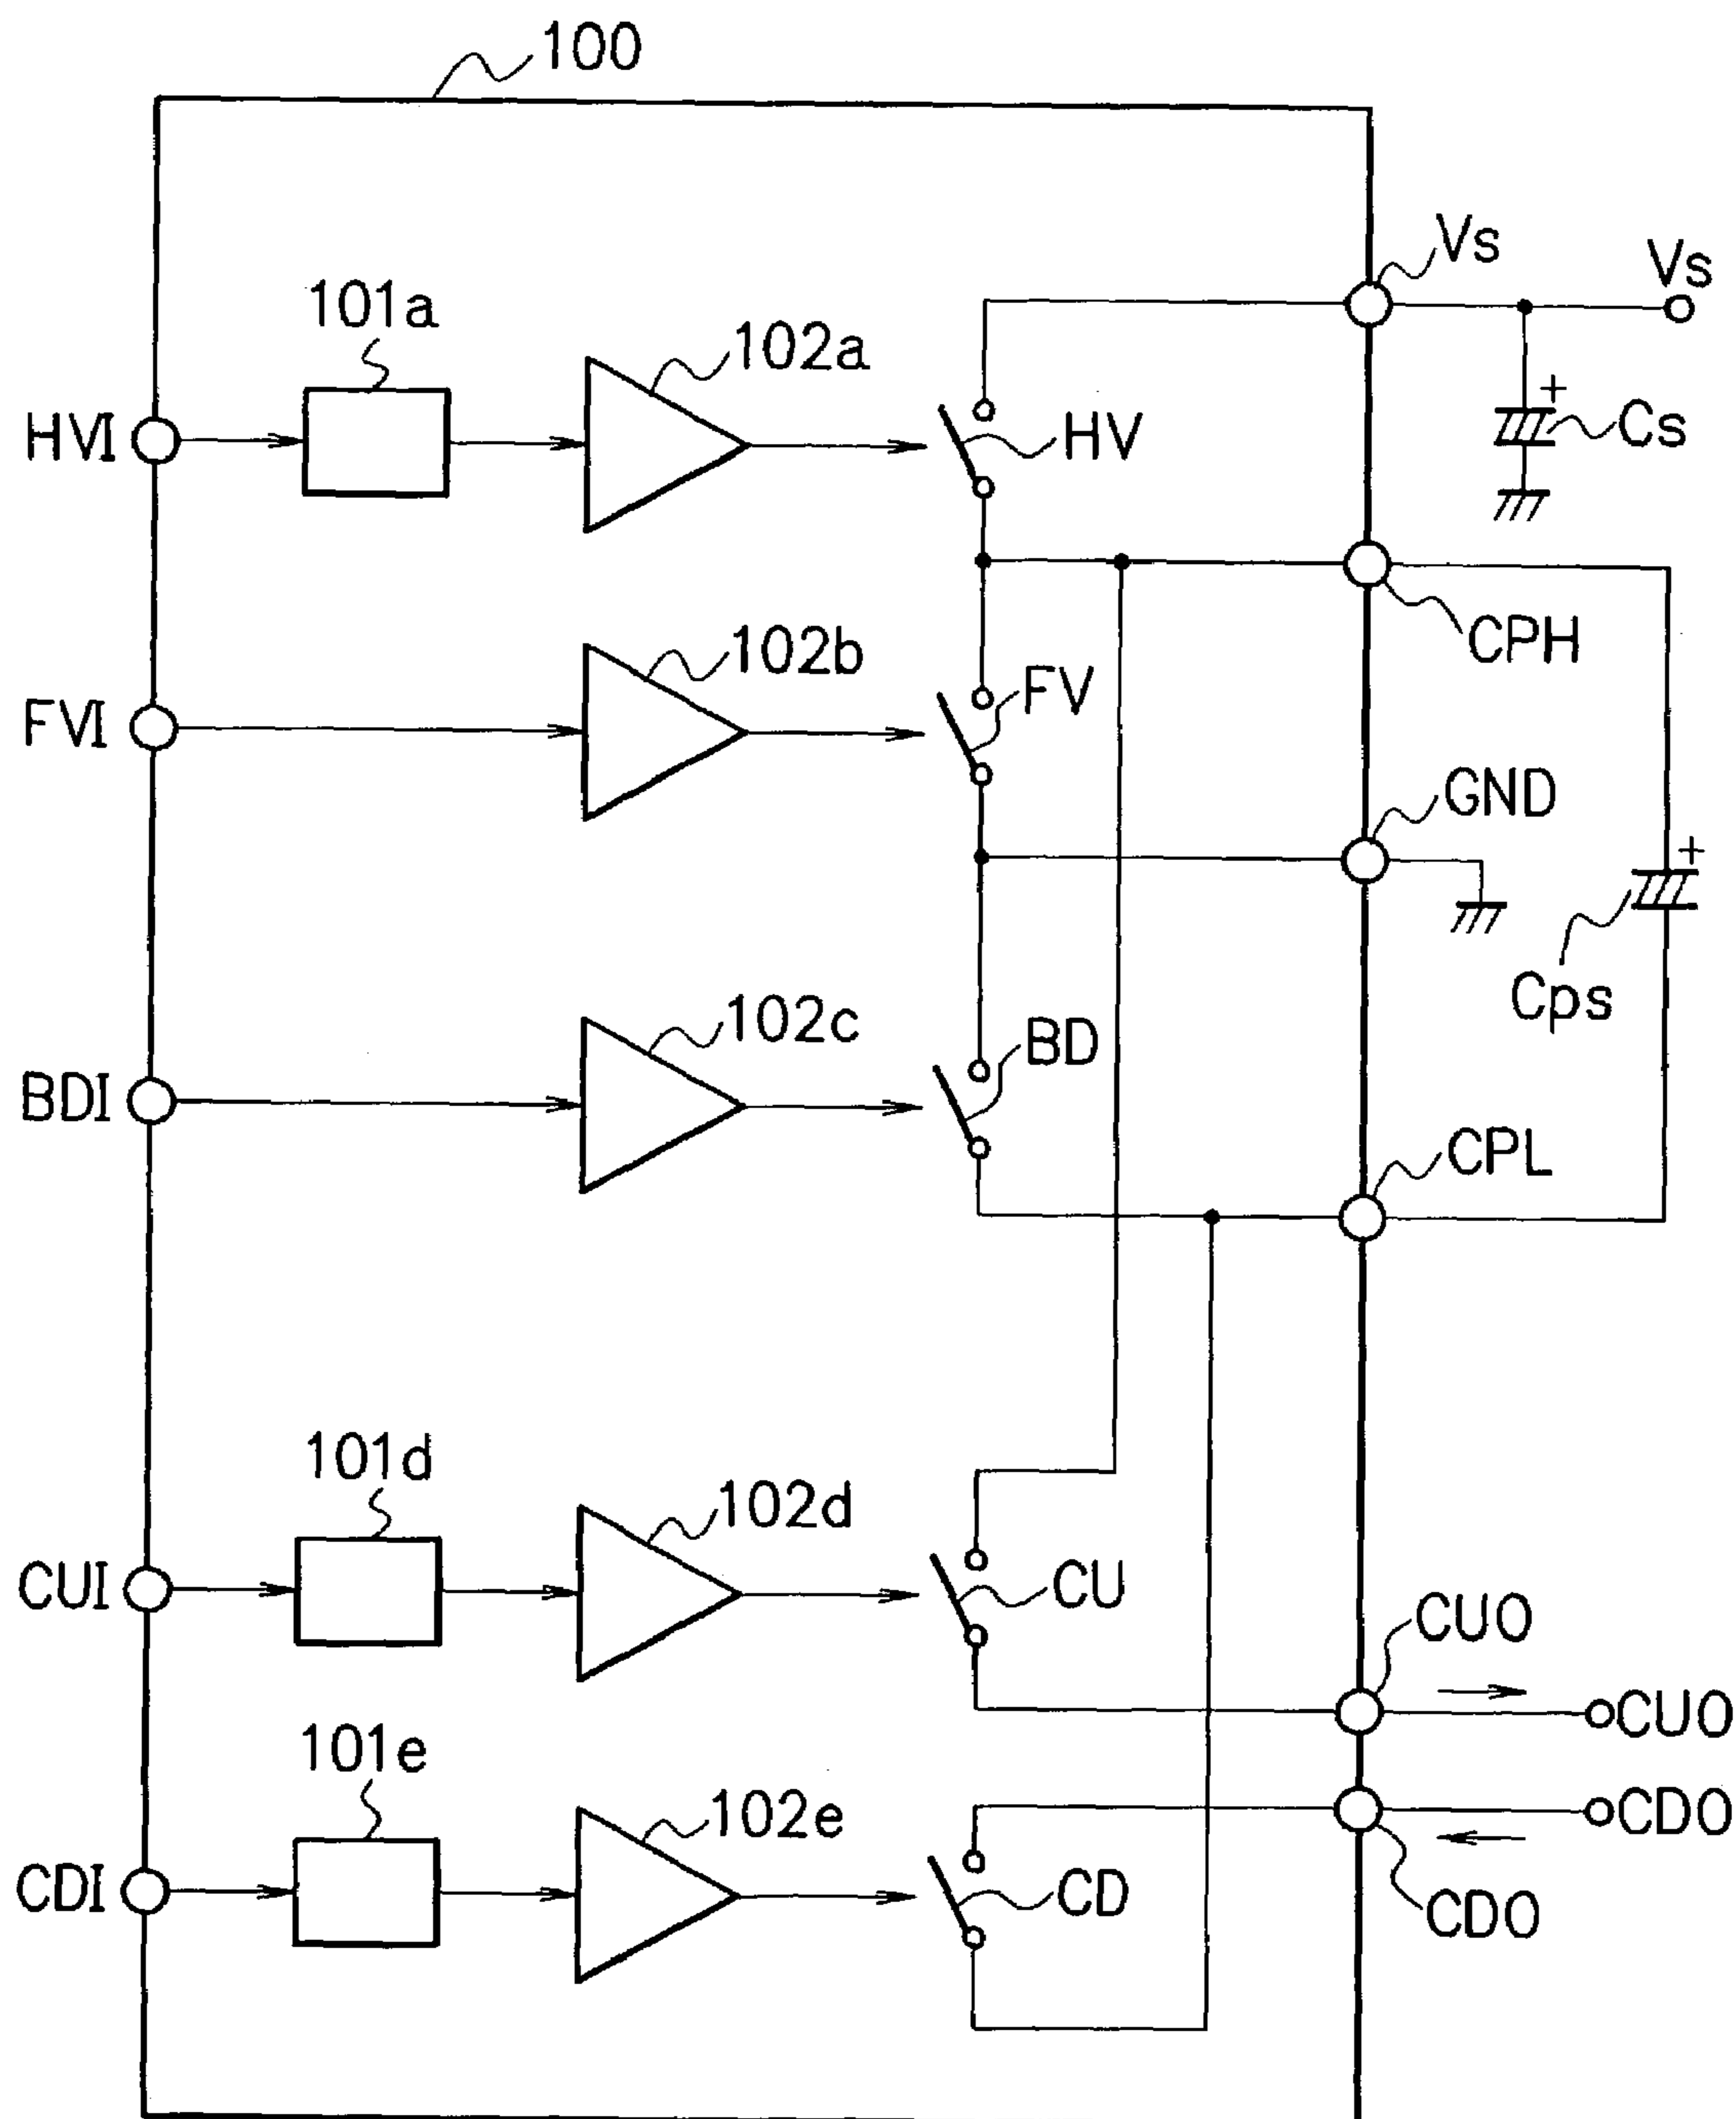 100
Vs
Vs
101a
102a
HVI
HV
+
Cs
CPH
102b
FVI
FV
GND
+
Cps
102c
BDI
BD
CPL
101d
102d
CUI
CU
CUO
CUO
101e
102e
CDO
CDI
CD
CDO